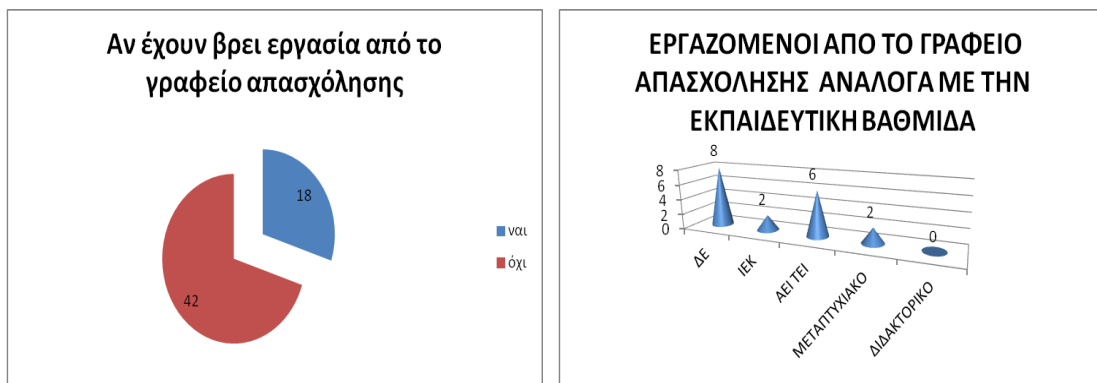 Αν έχουν βρει εργασία από το
γραφείο απασχόλησης
18
42
ναι
όχι
ΕΡΓΑΖΟΜΕΝΟΙ ΑΠΟ ΤΟ ΓΡΑΦΕΙΟ
ΑΠΑΣΧΟΛΗΣΗΣ ΑΝΑΛΟΓΑ ΜΕ ΤΗΝ
ΕΚΠΑΙΔΕΥΤΙΚΗ ΒΑΘΜΙΔΑ
8
6
4
2
0
8
2
6
2
0
ΔΕ
ΙΕΚ
ΑΕΙ ΤΕΙ
ΜΕΤΑΠΤΥΧΙΑΚΟ
ΔΙΔΑΚΤΟΡΙΚΟ